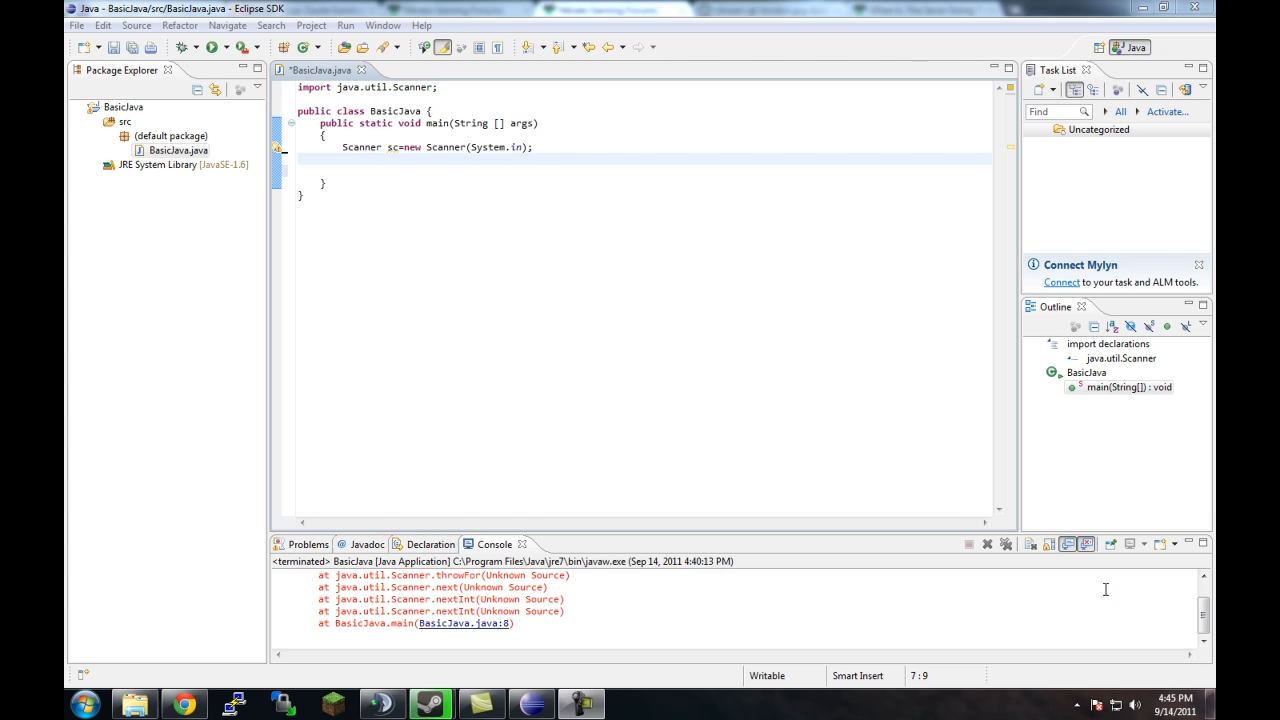 Java - BasicJava/src/BasicJava.java - Eclipse SDK
File Edit Source Refactor Navigate Search Project Run Window Help
Java
Package Explorer
BasicJava
src
(default package)
BasicJava.java
JRE System Library [JavaSE-1.6]
*BasicJava.java
import java.util.Scanner;
public class BasicJava {
public static void main(String [] args)
{
Scanner sc=new Scanner(System.in);
}
}
Task List
Find All Activate...
Uncategorized
Connect Mylyn
Connect to your task and ALM tools.
Outline
import declarations
java.util.Scanner
BasicJava
main(String[]) : void
Problems Javadoc Declaration Console
<terminated> BasicJava [Java Application] C:\Program Files\Java\jre7\bin\javaw.exe (Sep 14, 2011 4:40:13 PM)
at java.util.Scanner.throwFor(Unknown Source)
at java.util.Scanner.next(Unknown Source)
at java.util.Scanner.nextInt(Unknown Source)
at java.util.Scanner.nextInt(Unknown Source)
at BasicJava.main(BasicJava.java:8)
Writable Smart Insert 7 : 9
4:45 PM
9/14/2011